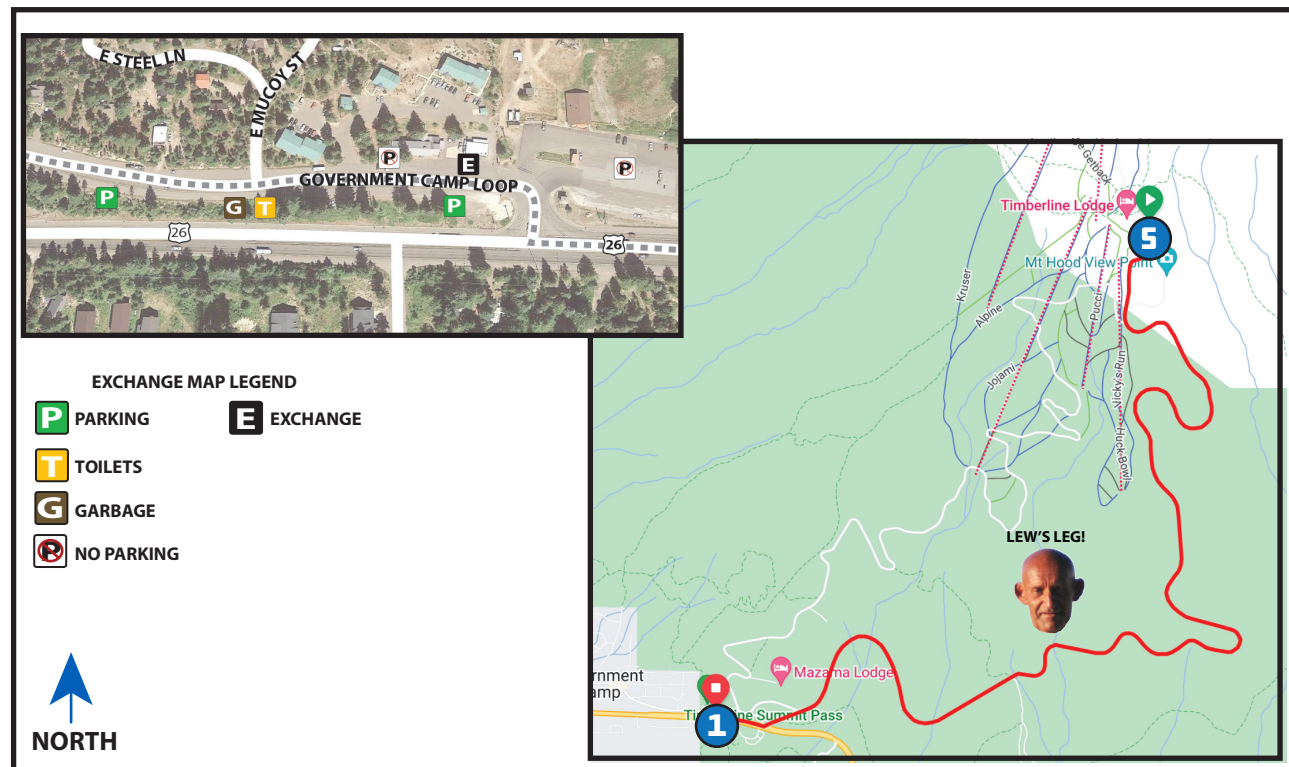 E STEEL LN
E MUCOY ST
P
E
P
GOVERNMENT CAMP LOOP
P
G
T
P
26
26
EXCHANGE MAP LEGEND
P PARKING
E EXCHANGE
T TOILETS
G GARBAGE
P NO PARKING
NORTH
Getback
Timberline Lodge
S
Mt Hood View Point
Kruser
Alpine
Pucci
Jojami
Vicky's Run
Huck Bowl
LEW'S LEG!
Mazama Lodge
rnment
amp
Summit Pass
1